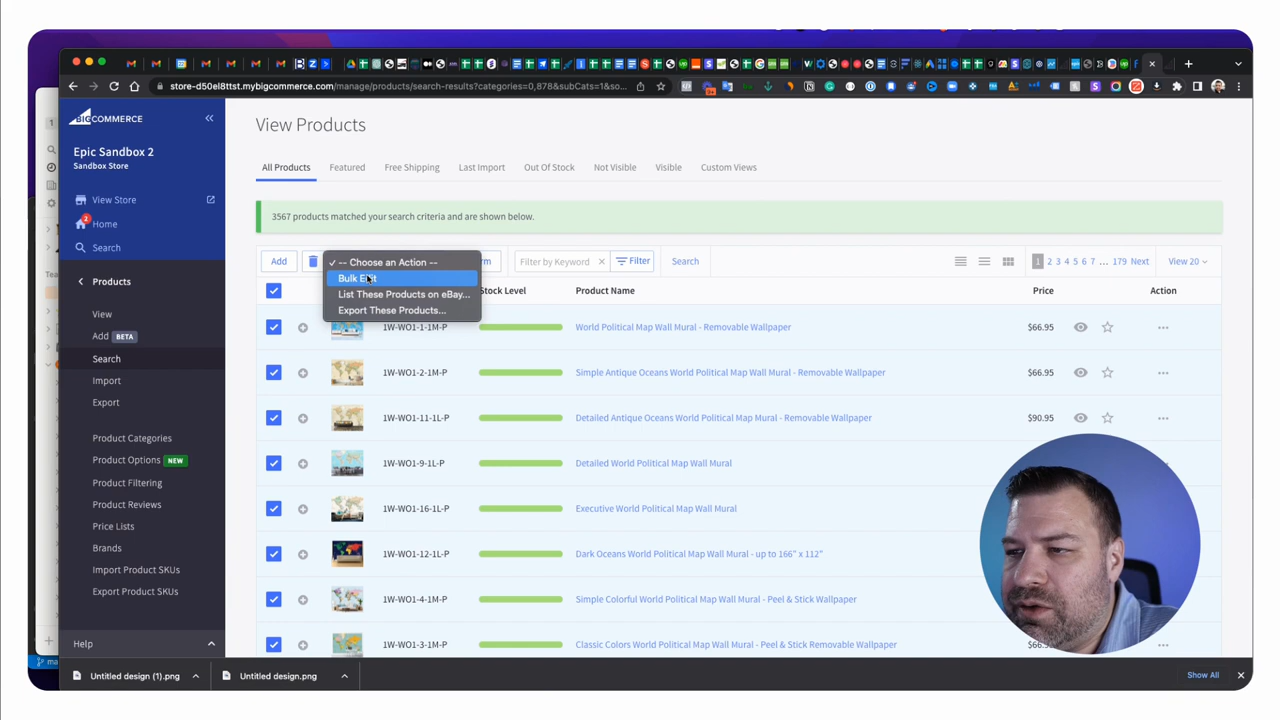 store-d50el8ttst.mybigcommerce.com/manage/products/search-results?categories=0,878&subCats=1&so...
BIGCOMMERCE
Epic Sandbox 2
Sandbox Store
View Store
2
Home
Search
Products
View
Add BETA
Search
Import
Export
Product Categories
Product Options NEW
Product Filtering
Product Reviews
Price Lists
Brands
Import Product SKUs
Export Product SKUs
Help
View Products
All Products Featured Free Shipping Last Import Out Of Stock Not Visible Visible Custom Views
3567 products matched your search criteria and are shown below.
Add
✓ -- Choose an Action --
Bulk Edit
List These Products on eBay...
Export These Products...
Filter by Keyword
Filter
Search
1 2 3 4 5 6 7 ... 179 Next
View 20
Stock Level Product Name Price Action
1W-WO1-1-1M-P World Political Map Wall Mural - Removable Wallpaper $66.95
1W-WO1-2-1M-P Simple Antique Oceans World Political Map Wall Mural - Removable Wallpaper $66.95
1W-WO1-11-1L-P Detailed Antique Oceans World Political Map Mural - Removable Wallpaper $90.95
1W-WO1-9-1L-P Detailed World Political Map Wall Mural
1W-WO1-16-1L-P Executive World Political Map Wall Mural
1W-WO1-12-1L-P Dark Oceans World Political Map Wall Mural - up to 166" x 112"
1W-WO1-4-1M-P Simple Colorful World Political Map Wall Mural - Peel & Stick Wallpaper
1W-WO1-3-1M-P Classic Colors World Political Map Wall Mural - Peel & Stick Removable Wallpaper
Untitled design (1).png
Untitled design.png
Show All